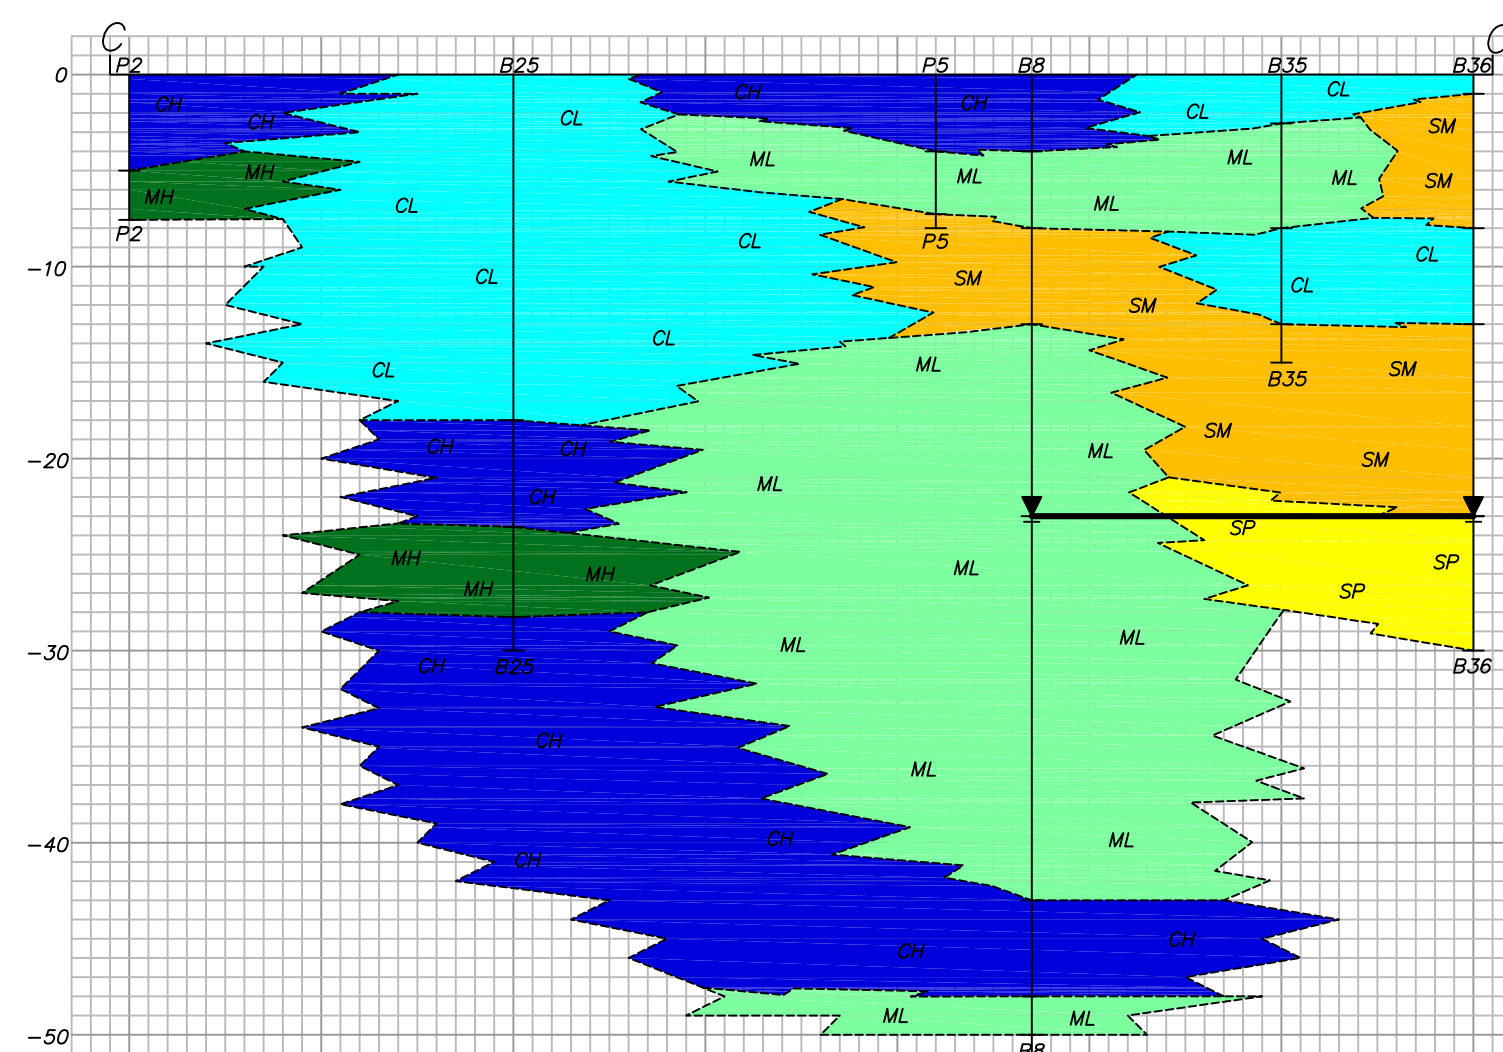 C C
P2 B25 P5 B8 B35 B36
0
CH CL CH CH CL CL
CH SM
MH ML ML ML SM
MH CL ML ML
P2 CL P5 CL
-10
CL SM SM CL
CL ML B35 SM
CL SM
-20
CH CH ML SM
CH ML
SP
MH MH MH ML SP SP
-30
CH B25 ML ML B36
CH ML
-40
CH CH ML
CH CH
-50
ML ML
B8